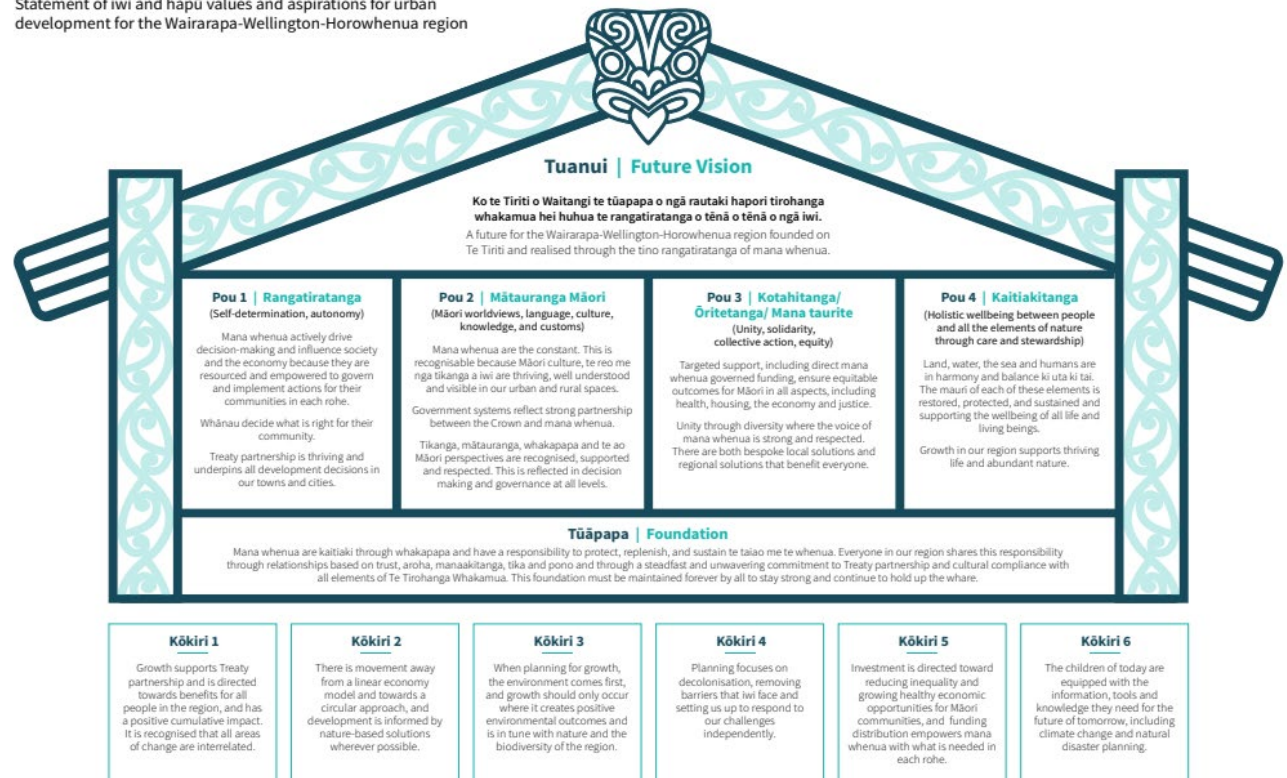 Statement of iwi and hapū values and aspirations for urban
development for the Wairarapa-Wellington-Horowhenua region
Tuanui | Future Vision
Ko te Tiriti o Waitangi te tūāpapa o ngā rautaki hapori tirohanga
whakamua hei huhua te rangatiratanga o tēnā o tēnā o ngā iwi.
A future for the Wairarapa-Wellington-Horowhenua region founded on
Te Tiriti and realised through the tino rangatiratanga of mana whenua.
Pou 1 | Rangatiratanga
(Self-determination, autonomy)
Mana whenua actively drive
decision-making and influence society
and the economy because they are
resourced and empowered to govern
and implement actions for their
communities in each rohe.
Whānau decide what is right for their
community.
Treaty partnership is thriving and
underpins all development decisions in
our towns and cities.
Pou 2 | Mātauranga Māori
(Māori worldviews, language, culture,
knowledge, and customs)
Mana whenua are the constant. This is
recognisable because Māori culture, te reo me
nga tikanga a iwi are thriving, well understood
and visible in our urban and rural spaces.
Government systems reflect strong partnership
between the Crown and mana whenua.
Tikanga, mātauranga, whakapapa and te ao
Māori perspectives are recognised, supported
and respected. This is reflected in decision
making and governance at all levels.
Pou 3 | Kotahitanga/
Ōritetanga/ Mana taurite
(Unity, solidarity,
collective action, equity)
Targeted support, including direct mana
whenua governed funding, ensure equitable
outcomes for Māori in all aspects, including
health, housing, the economy and justice.
Unity through diversity where the voice of
mana whenua is strong and respected.
There are both bespoke local solutions and
regional solutions that benefit everyone.
Pou 4 | Kaitiakitanga
(Holistic wellbeing between people
and all the elements of nature
through care and stewardship)
Land, water, the sea and humans are
in harmony and balance ki uta ki tai.
The mauri of each of these elements is
restored, protected, and sustained and
supporting the wellbeing of all life and
living beings.
Growth in our region supports thriving
life and abundant nature.
Tūāpapa | Foundation
Mana whenua are kaitiaki through whakapapa and have a responsibility to protect, replenish, and sustain te taiao me te whenua. Everyone in our region shares this responsibility
through relationships based on trust, aroha, manaakitanga, tika and pono and through a steadfast and unwavering commitment to Treaty partnership and cultural compliance with
all elements of Te Tirohanga Whakamua. This foundation must be maintained forever by all to stay strong and continue to hold up the whare.
Kōkiri 1
Growth supports Treaty
partnership and is directed
towards benefits for all
people in the region, and has
a positive cumulative impact.
It is recognised that all areas
of change are interrelated.
Kōkiri 2
There is movement away
from a linear economy
model and towards a
circular approach, and
development is informed by
nature-based solutions
wherever possible.
Kōkiri 3
When planning for growth,
the environment comes first,
and growth should only occur
where it creates positive
environmental outcomes and
is in tune with nature and the
biodiversity of the region.
Kōkiri 4
Planning focuses on
decolonisation, removing
barriers that iwi face and
setting us up to respond to
our challenges
independently.
Kōkiri 5
Investment is directed toward
reducing inequality and
growing healthy economic
opportunities for Māori
communities, and funding
distribution empowers mana
whenua with what is needed in
each rohe.
Kōkiri 6
The children of today are
equipped with the
information, tools and
knowledge they need for the
future of tomorrow, including
climate change and natural
disaster planning.